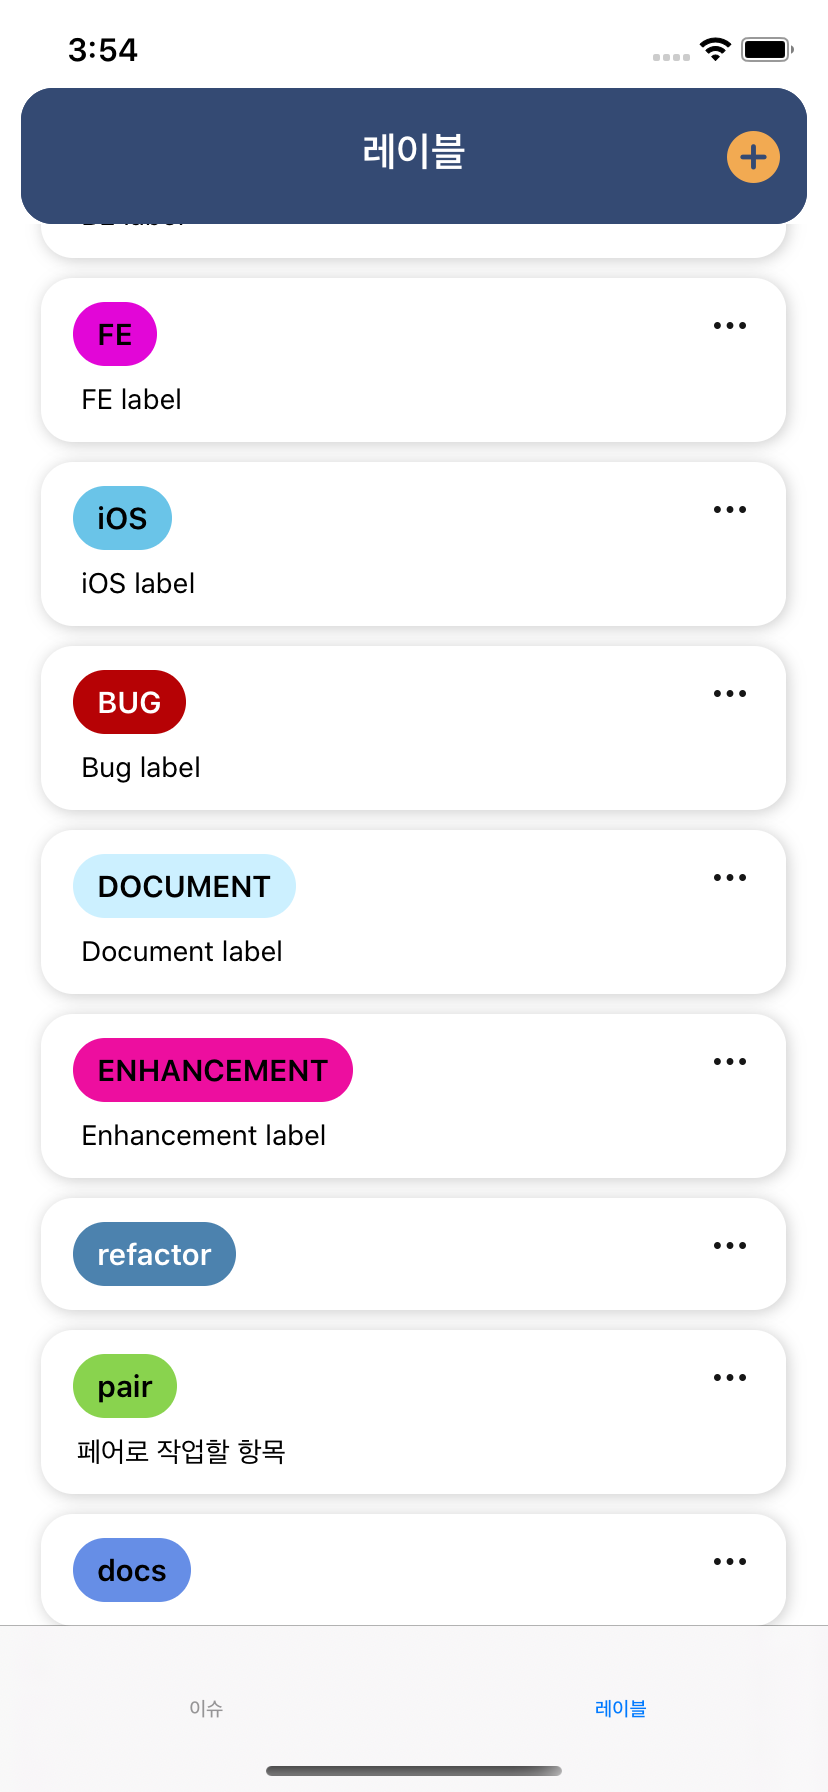 3:54
레이블
FE
FE label
iOS
iOS label
BUG
Bug label
DOCUMENT
Document label
ENHANCEMENT
Enhancement label
refactor
pair
페어로 작업할 항목
docs
이슈
레이블